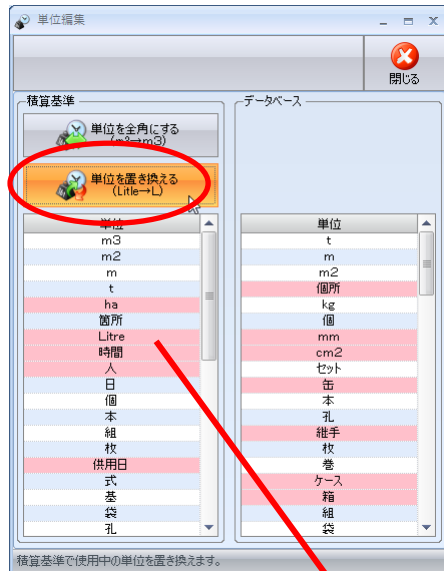 単位編集
閉じる
積算基準
単位を全角にする
(m²→m3)
単位を置き換える
(Litle→L)
単位
m3
m2
m
t
ha
箇所
Litre
時間
人
日
個
本
組
枚
供用日
式
基
袋
孔
データベース
単位
t
m
m2
個所
kg
個
mm
cm2
セット
缶
本
孔
継手
枚
巻
ケース
箱
組
袋
積算基準で使用中の単位を置き換えます。